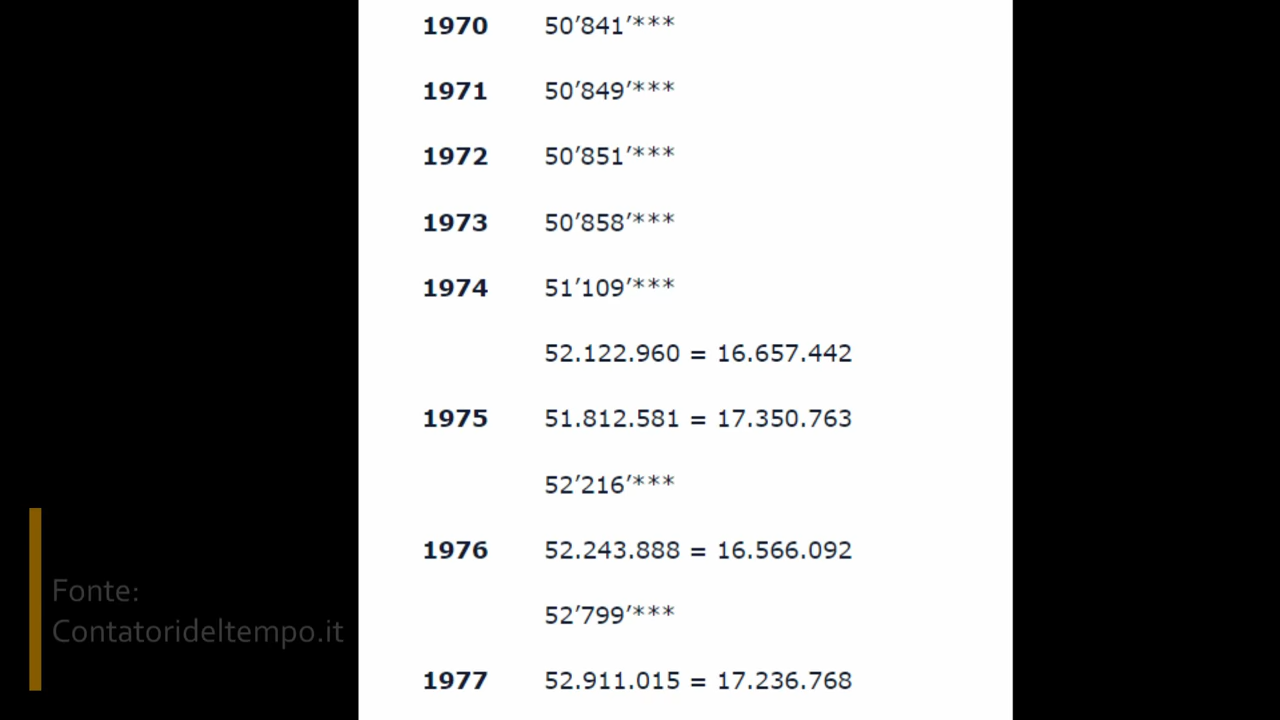 1970 50’841’***
1971 50’849’***
1972 50’851’***
1973 50’858’***
1974 51’109’***
52.122.960 = 16.657.442
1975 51.812.581 = 17.350.763
52’216’***
1976 52.243.888 = 16.566.092
52’799’***
1977 52.911.015 = 17.236.768
Fonte:
Contatorideltempo.it